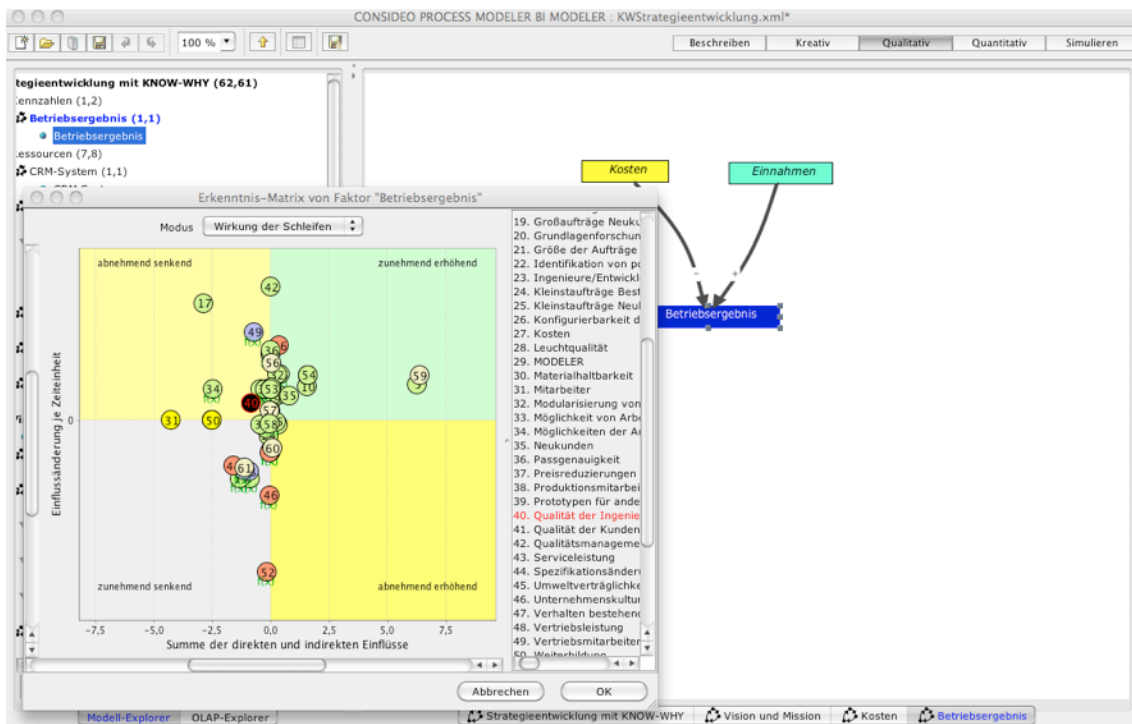 CONSIDEO PROCESS MODELER BI MODELER : KWStrategieentwicklung.xml*
100 %
Beschreiben
Kreativ
Qualitativ
Quantitativ
Simulieren
tegieentwicklung mit KNOW-WHY (62,61)
ennzahlen (1,2)
Betriebsergebnis (1,1)
Betriebsergebnis
essourcen (7,8)
CRM-System (1,1)
Kosten
Einnahmen
Betriebsergebnis
Erkenntnis-Matrix von Faktor "Betriebsergebnis"
Modus
Wirkung der Schleifen
abnehmend senkend
zunehmend erhöhend
zunehmend senkend
abnehmend erhöhend
Einflussänderung je Zeiteinheit
0
42
17
49
f(x)
36
56
54
10
59
34
f(x)
53
35
40
57
31
50
58
60
61
46
f(x)
52
f(x)
-7,5
-5,0
-2,5
0,0
2,5
5,0
7,5
Summe der direkten und indirekten Einflüsse
19. Großaufträge Neuku
20. Grundlagenforschun
21. Größe der Aufträge
22. Identifikation von po
23. Ingenieure/Entwickl
24. Kleinstaufträge Best
25. Kleinstaufträge Neul
26. Konfigurierbarkeit d
27. Kosten
28. Leuchtqualität
29. MODELER
30. Materialhaltbarkeit
31. Mitarbeiter
32. Modularisierung von
33. Möglichkeit von Arbe
34. Möglichkeiten der Ar
35. Neukunden
36. Passgenauigkeit
37. Preisreduzierungen
38. Produktionsmitarbei
39. Prototypen für ande
40. Qualität der Ingenie
41. Qualität der Kunden
42. Qualitätsmanageme
43. Serviceleistung
44. Spezifikationsänder
45. Umweltverträglichke
46. Unternehmenskultur
47. Verhalten bestehend
48. Vertriebsleistung
49. Vertriebsmitarbeiter
50. Weiterbildung
Abbrechen
OK
Modell-Explorer
OLAP-Explorer
Strategieentwicklung mit KNOW-WHY
Vision und Mission
Kosten
Betriebsergebnis